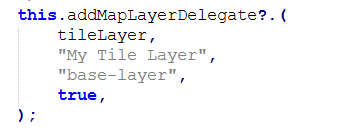 this.addMapLayerDelegate?.(
    tileLayer,
    "My Tile Layer",
    "base-layer",
    true,
);